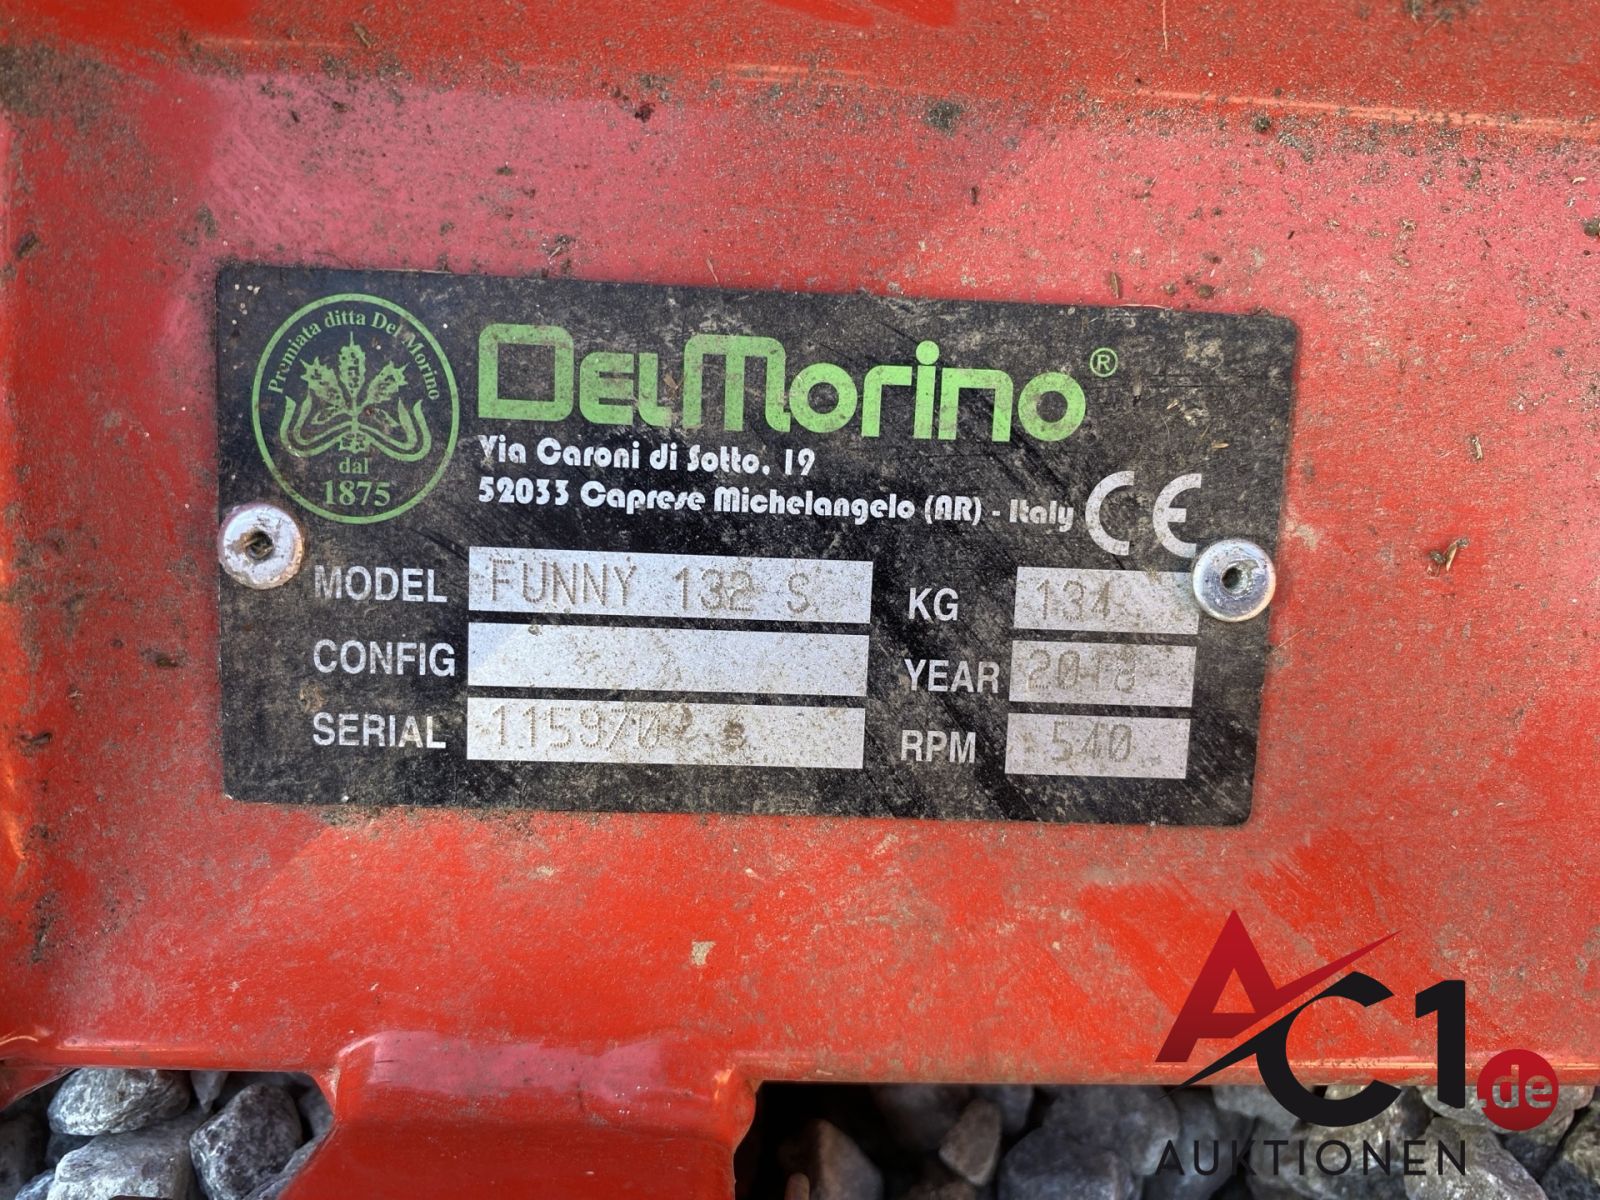 Premiata ditta Del Morino
dal
1875
DelMorino®
Via Caroni di Sotto, 19
52033 Caprese Michelangelo (AR) - Italy
CE
MODEL FUNNY 132 S
KG 134
CONFIG
YEAR 2018
SERIAL
RPM 540
AC1.de
AUKTIONEN